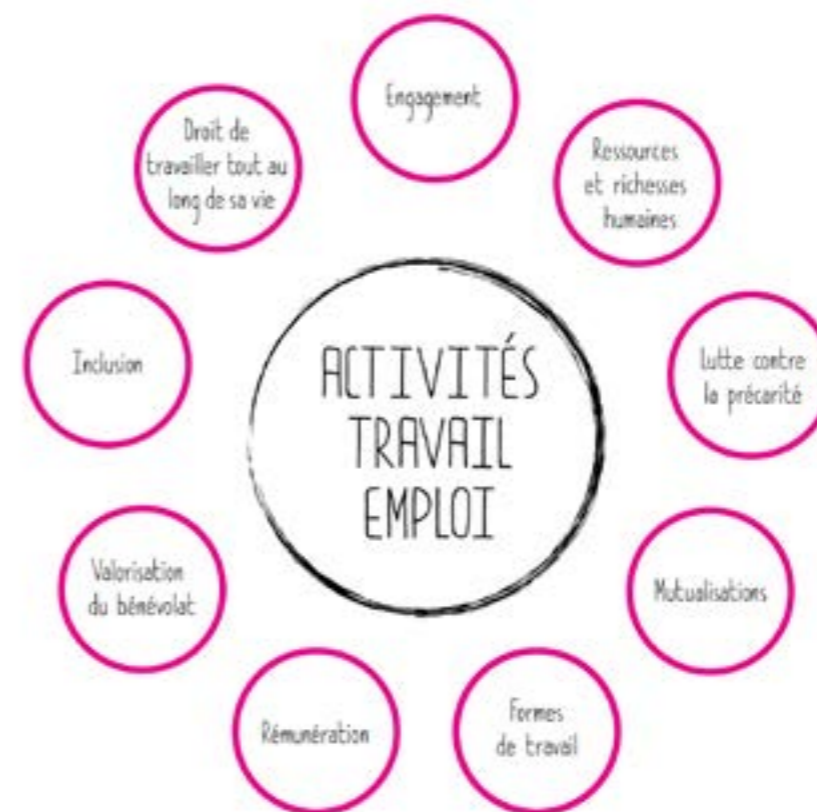 Engagement
Droit de
travailler tout au
long de sa vie
Ressources
et richesses
humaines
Inclusion
ACTIVITÉS
TRAVAIL
EMPLOI
Lutte contre
la précarité
Valorisation
du bénévolat
Mutualisations
Rémunération
Formes
de travail